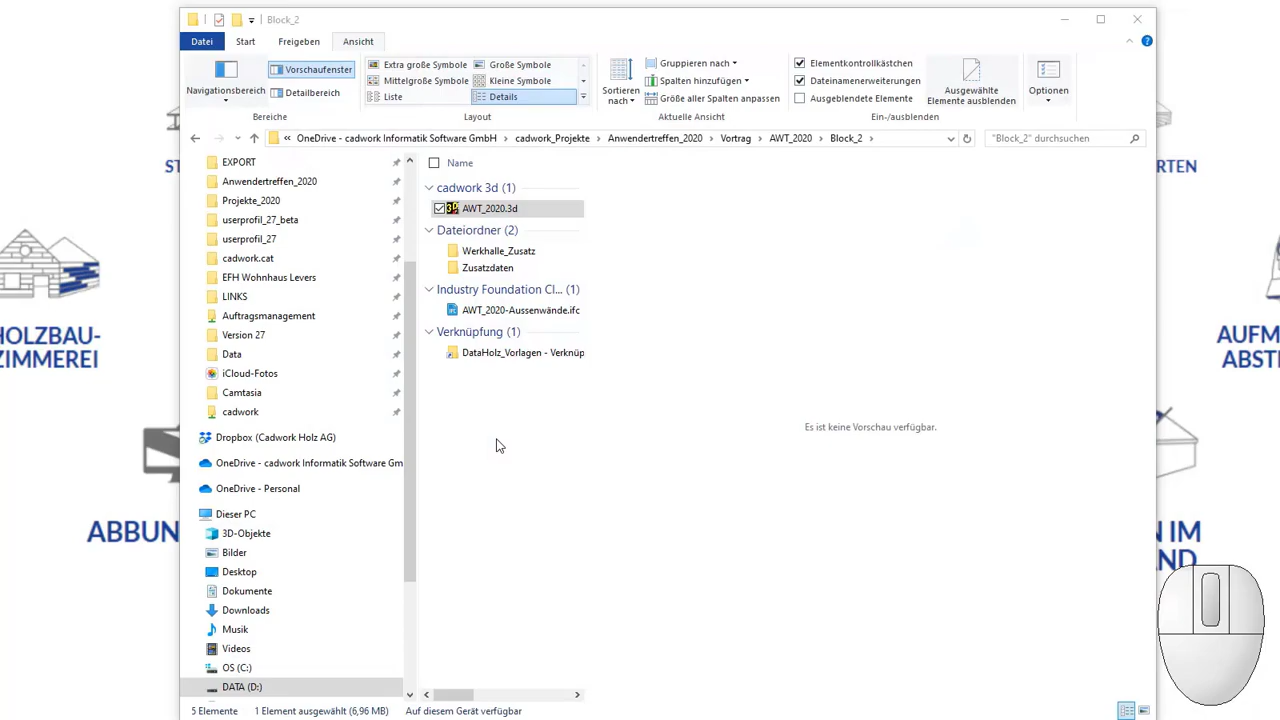 Block_2
Datei Start Freigeben Ansicht
Navigationsbereich
Vorschaufenster
Detailbereich
Bereiche
Extra große Symbole
Große Symbole
Mittelgroße Symbole
Kleine Symbole
Liste
Details
Layout
Sortieren nach
Gruppieren nach
Spalten hinzufügen
Größe aller Spalten anpassen
Aktuelle Ansicht
Elementkontrollkästchen
Dateinamenerweiterungen
Ausgeblendete Elemente
Ausgewählte Elemente ausblenden
Ein-/ausblenden
Optionen
« OneDrive - cadwork Informatik Software GmbH > cadwork_Projekte > Anwendertreffen_2020 > Vortrag > AWT_2020 > Block_2 >
"Block_2" durchsuchen
EXPORT
Anwendertreffen_2020
Projekte_2020
userprofil_27_beta
userprofil_27
cadwork.cat
EFH Wohnhaus Levers
LINKS
Auftragsmanagement
Version 27
Data
iCloud-Fotos
Camtasia
cadwork
Dropbox (Cadwork Holz AG)
OneDrive - cadwork Informatik Software Gm
OneDrive - Personal
Dieser PC
3D-Objekte
Bilder
Desktop
Dokumente
Downloads
Musik
Videos
OS (C:)
DATA (D:)
Name
cadwork 3d (1)
AWT_2020.3d
Dateiordner (2)
Werkhalle_Zusatz
Zusatzdaten
Industry Foundation Cl... (1)
AWT_2020-Aussenwände.ifc
Verknüpfung (1)
DataHolz_Vorlagen - Verknüp
Es ist keine Vorschau verfügbar.
5 Elemente 1 Element ausgewählt (6,96 MB) Auf diesem Gerät verfügbar
ST
HOLZBAU-
ZIMMEREI
ABBUN
RTEN
AUFM
ABST
N IM
AND